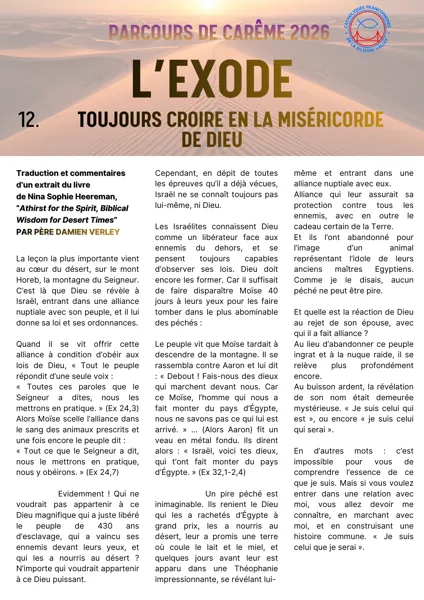 PARCOURS DE CARÊME 2026
L'EXODE
12.
TOUJOURS CROIRE EN LA MISÉRICORDE
DE DIEU
Traduction et commentaires
d'un extrait du livre
de Nina Sophie Heereman,
"Athirst for the Spirit, Biblical
Wisdom for Desert Times"
PAR PÈRE DAMIEN VERLEY
La leçon la plus importante vient
au cœur du désert, sur le mont
Horeb, la montagne du Seigneur.
C'est là que Dieu se révèle à
Israël, entrant dans une alliance
nuptiale avec son peuple, et il lui
donne sa loi et ses ordonnances.
Quand il se vit offrir cette
alliance à condition d'obéir aux
lois de Dieu, « Tout le peuple
répondit d'une seule voix :
« Toutes ces paroles que le
Seigneur a dites, nous les
mettrons en pratique. » (Ex 24,3)
Alors Moïse scelle l'alliance dans
le sang des animaux prescrits et
une fois encore le peuple dit :
« Tout ce que le Seigneur a dit,
nous le mettrons en pratique,
nous y obéirons. » (Ex 24,7)
Evidemment ! Qui ne
voudrait pas appartenir à ce
Dieu magnifique qui a juste libéré
le peuple de 430 ans
d'esclavage, qui a vaincu ses
ennemis devant leurs yeux, et
qui les a nourris au désert ?
N'importe qui voudrait appartenir
à ce Dieu puissant.
Cependant, en dépit de toutes
les épreuves qu'il a déjà vécues,
Israël ne se connaît toujours pas
lui-même, ni Dieu.
Les Israélites connaissent Dieu
comme un libérateur face aux
ennemis du dehors, et se
pensent toujours capables
d'observer ses lois. Dieu doit
encore les former. Car il suffisait
de faire disparaître Moïse 40
jours à leurs yeux pour les faire
tomber dans le plus abominable
des péchés :
Le peuple vit que Moïse tardait à
descendre de la montagne. Il se
rassembla contre Aaron et lui dit
: « Debout ! Fais-nous des dieux
qui marchent devant nous. Car
ce Moïse, l'homme qui nous a
fait monter du pays d'Égypte,
nous ne savons pas ce qui lui est
arrivé. » ... (Alors Aaron) fit un
veau en métal fondu. Ils dirent
alors : « Israël, voici tes dieux,
qui t'ont fait monter du pays
d'Égypte. » (Ex 32,1-2,4)
Un pire péché est
inimaginable. Ils renient le Dieu
qui les a rachetés d'Égypte à
grand prix, les a nourris au
désert, leur a promis une terre
où coule le lait et le miel, et
quelques jours avant leur est
apparu dans une Théophanie
impressionnante, se révélant lui-
même et entrant dans une
alliance nuptiale avec eux.
Alliance qui leur assurait sa
protection contre tous les
ennemis, avec en outre le
cadeau certain de la Terre.
Et ils l'ont abandonné pour
l'image d'un animal
représentant l'idole de leurs
anciens maîtres Egyptiens.
Comme je le disais, aucun
péché ne peut être pire.
Et quelle est la réaction de Dieu
au rejet de son épouse, avec
qui il a fait alliance ?
Au lieu d'abandonner ce peuple
ingrat et à la nuque raide, il se
relève plus profondément
encore.
Au buisson ardent, la révélation
de son nom était demeurée
mystérieuse. « Je suis celui qui
est », ou encore « je suis celui
qui serai ».
En d'autres mots : c'est
impossible pour vous de
comprendre l'essence de ce
que je suis. Mais si vous voulez
entrer dans une relation avec
moi, vous allez devoir me
connaître, en marchant avec
moi, et en construisant une
histoire commune. « Je suis
celui que je serai ».